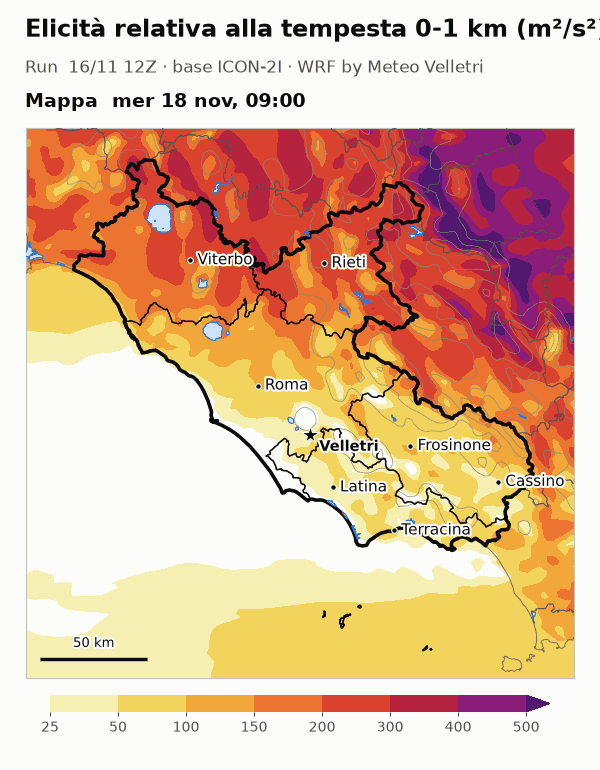 Elicità relativa alla tempesta 0-1 km (m²/s²)
Run 16/11 12Z · base ICON-2I · WRF by Meteo Velletri
Mappa mer 18 nov, 09:00
Viterbo
Rieti
Roma
Velletri
Frosinone
Latina
Cassino
Terracina
50 km
25 50 100 150 200 300 400 500